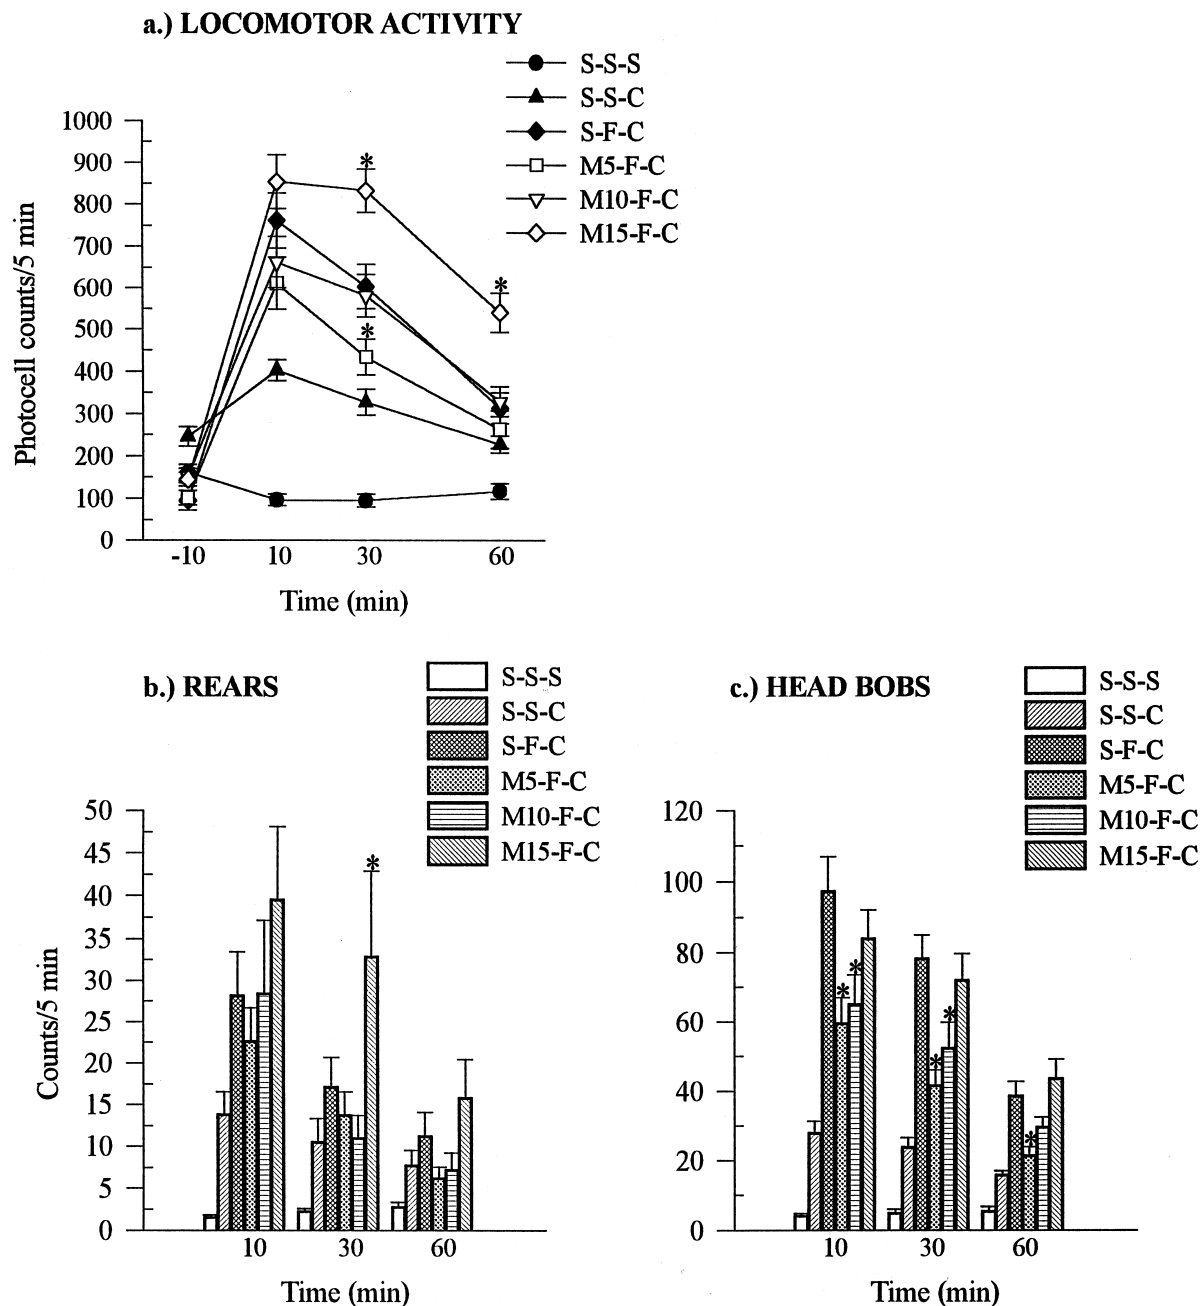 a.) LOCOMOTOR ACTIVITY
S-S-S
S-S-C
S-F-C
M5-F-C
M10-F-C
M15-F-C
1000
900
800
700
600
500
400
300
200
100
0
Photocell counts/5 min
*
*
*
-10 10 30 60
Time (min)
b.) REARS
S-S-S
S-S-C
S-F-C
M5-F-C
M10-F-C
M15-F-C
50
45
40
35
30
25
20
15
10
5
0
Counts/5 min
*
10 30 60
Time (min)
c.) HEAD BOBS
S-S-S
S-S-C
S-F-C
M5-F-C
M10-F-C
M15-F-C
120
100
80
60
40
20
0
* * * * *
10 30 60
Time (min)